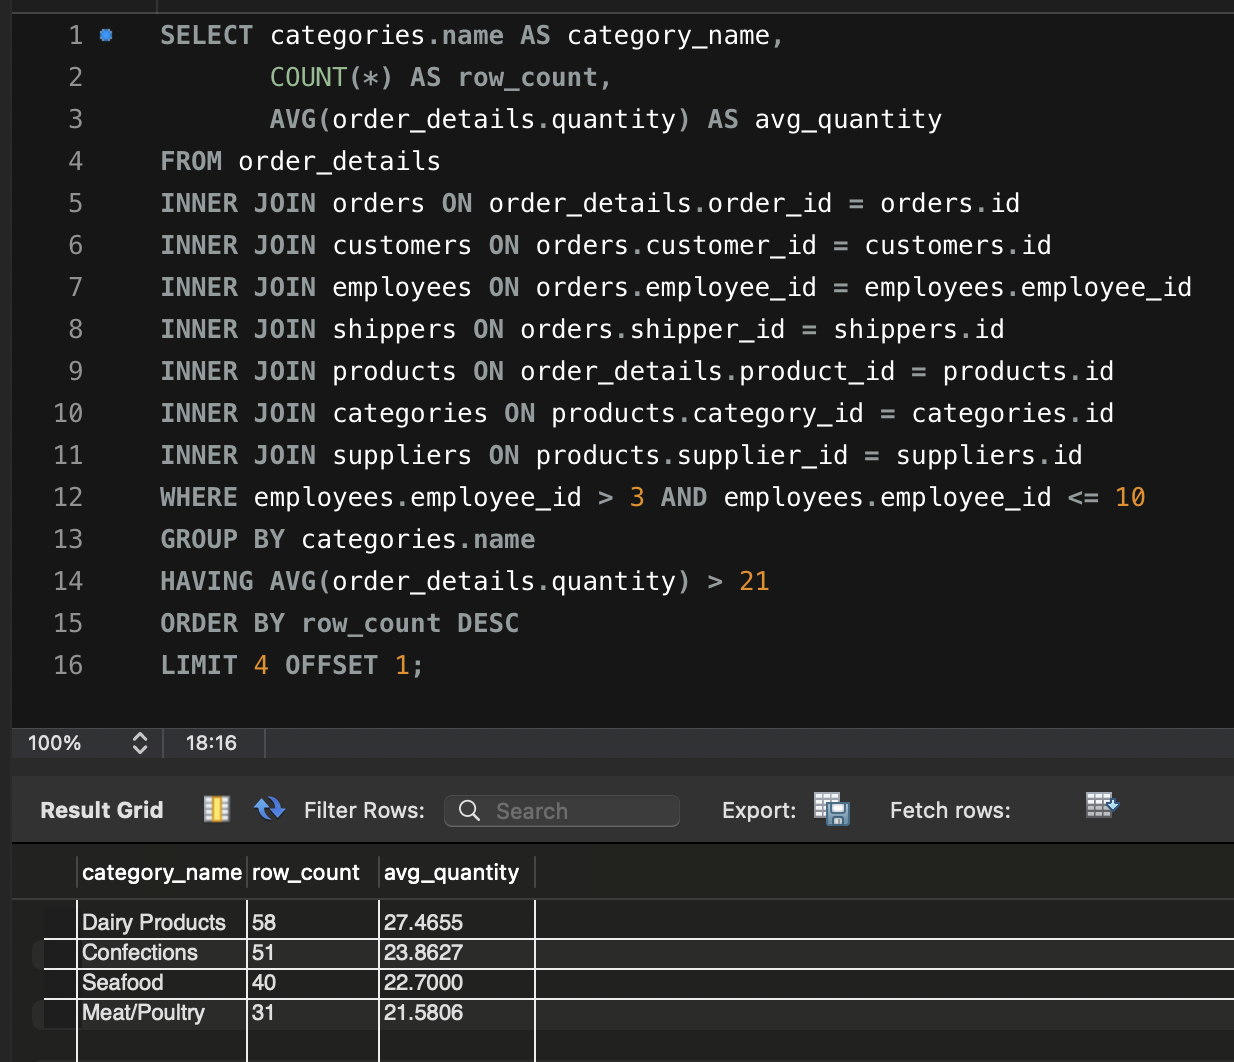 1 SELECT categories.name AS category_name,
2 COUNT(*) AS row_count,
3 AVG(order_details.quantity) AS avg_quantity
4 FROM order_details
5 INNER JOIN orders ON order_details.order_id = orders.id
6 INNER JOIN customers ON orders.customer_id = customers.id
7 INNER JOIN employees ON orders.employee_id = employees.employee_id
8 INNER JOIN shippers ON orders.shipper_id = shippers.id
9 INNER JOIN products ON order_details.product_id = products.id
10 INNER JOIN categories ON products.category_id = categories.id
11 INNER JOIN suppliers ON products.supplier_id = suppliers.id
12 WHERE employees.employee_id > 3 AND employees.employee_id <= 10
13 GROUP BY categories.name
14 HAVING AVG(order_details.quantity) > 21
15 ORDER BY row_count DESC
16 LIMIT 4 OFFSET 1;
100% 18:16
Result Grid Filter Rows: Search Export: Fetch rows:
category_name row_count avg_quantity
Dairy Products 58 27.4655
Confections 51 23.8627
Seafood 40 22.7000
Meat/Poultry 31 21.5806